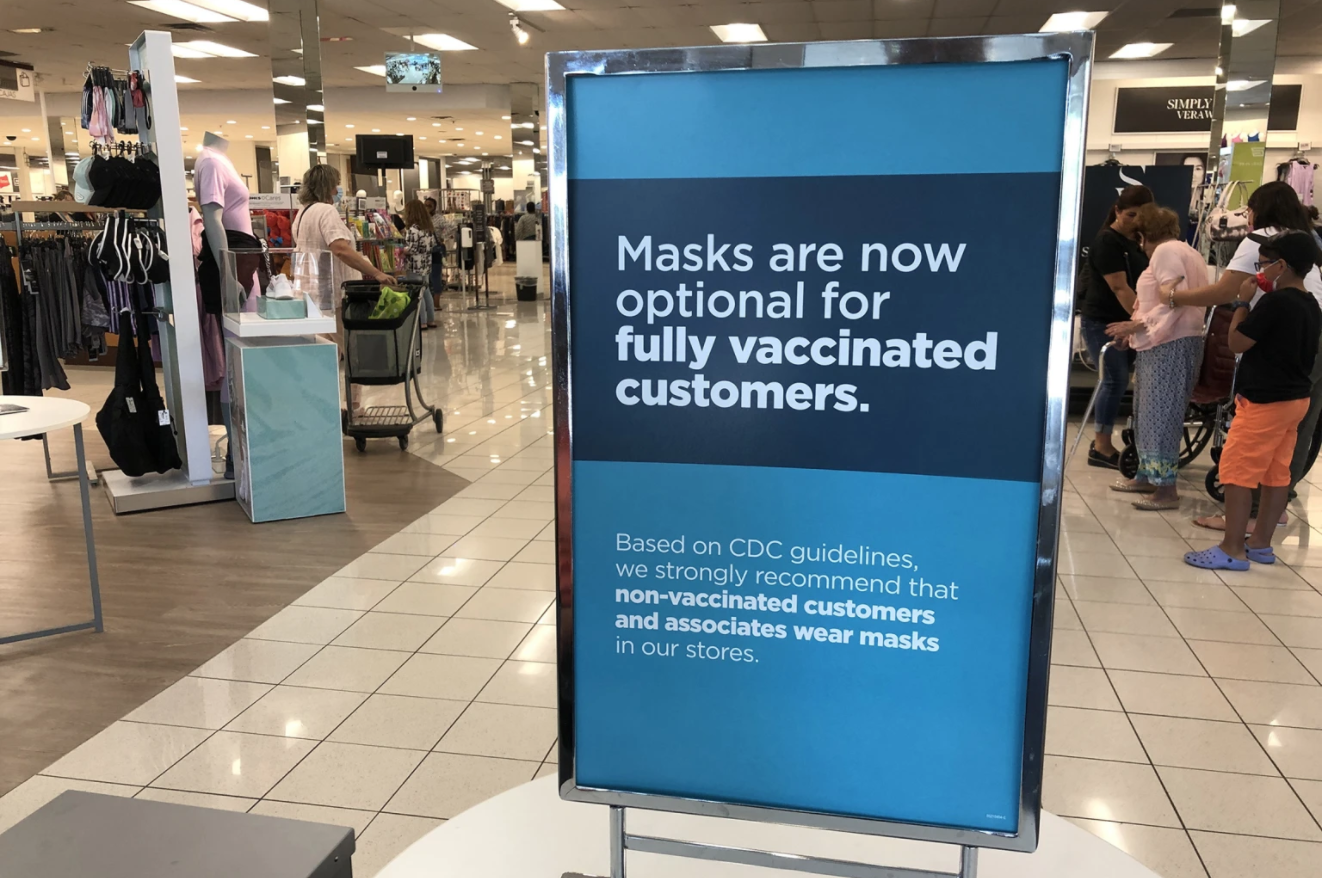 Masks are now
optional for
fully vaccinated
customers.
Based on CDC guidelines,
we strongly recommend that
non-vaccinated customers
and associates wear masks
in our stores.
SIMPLY
VERA